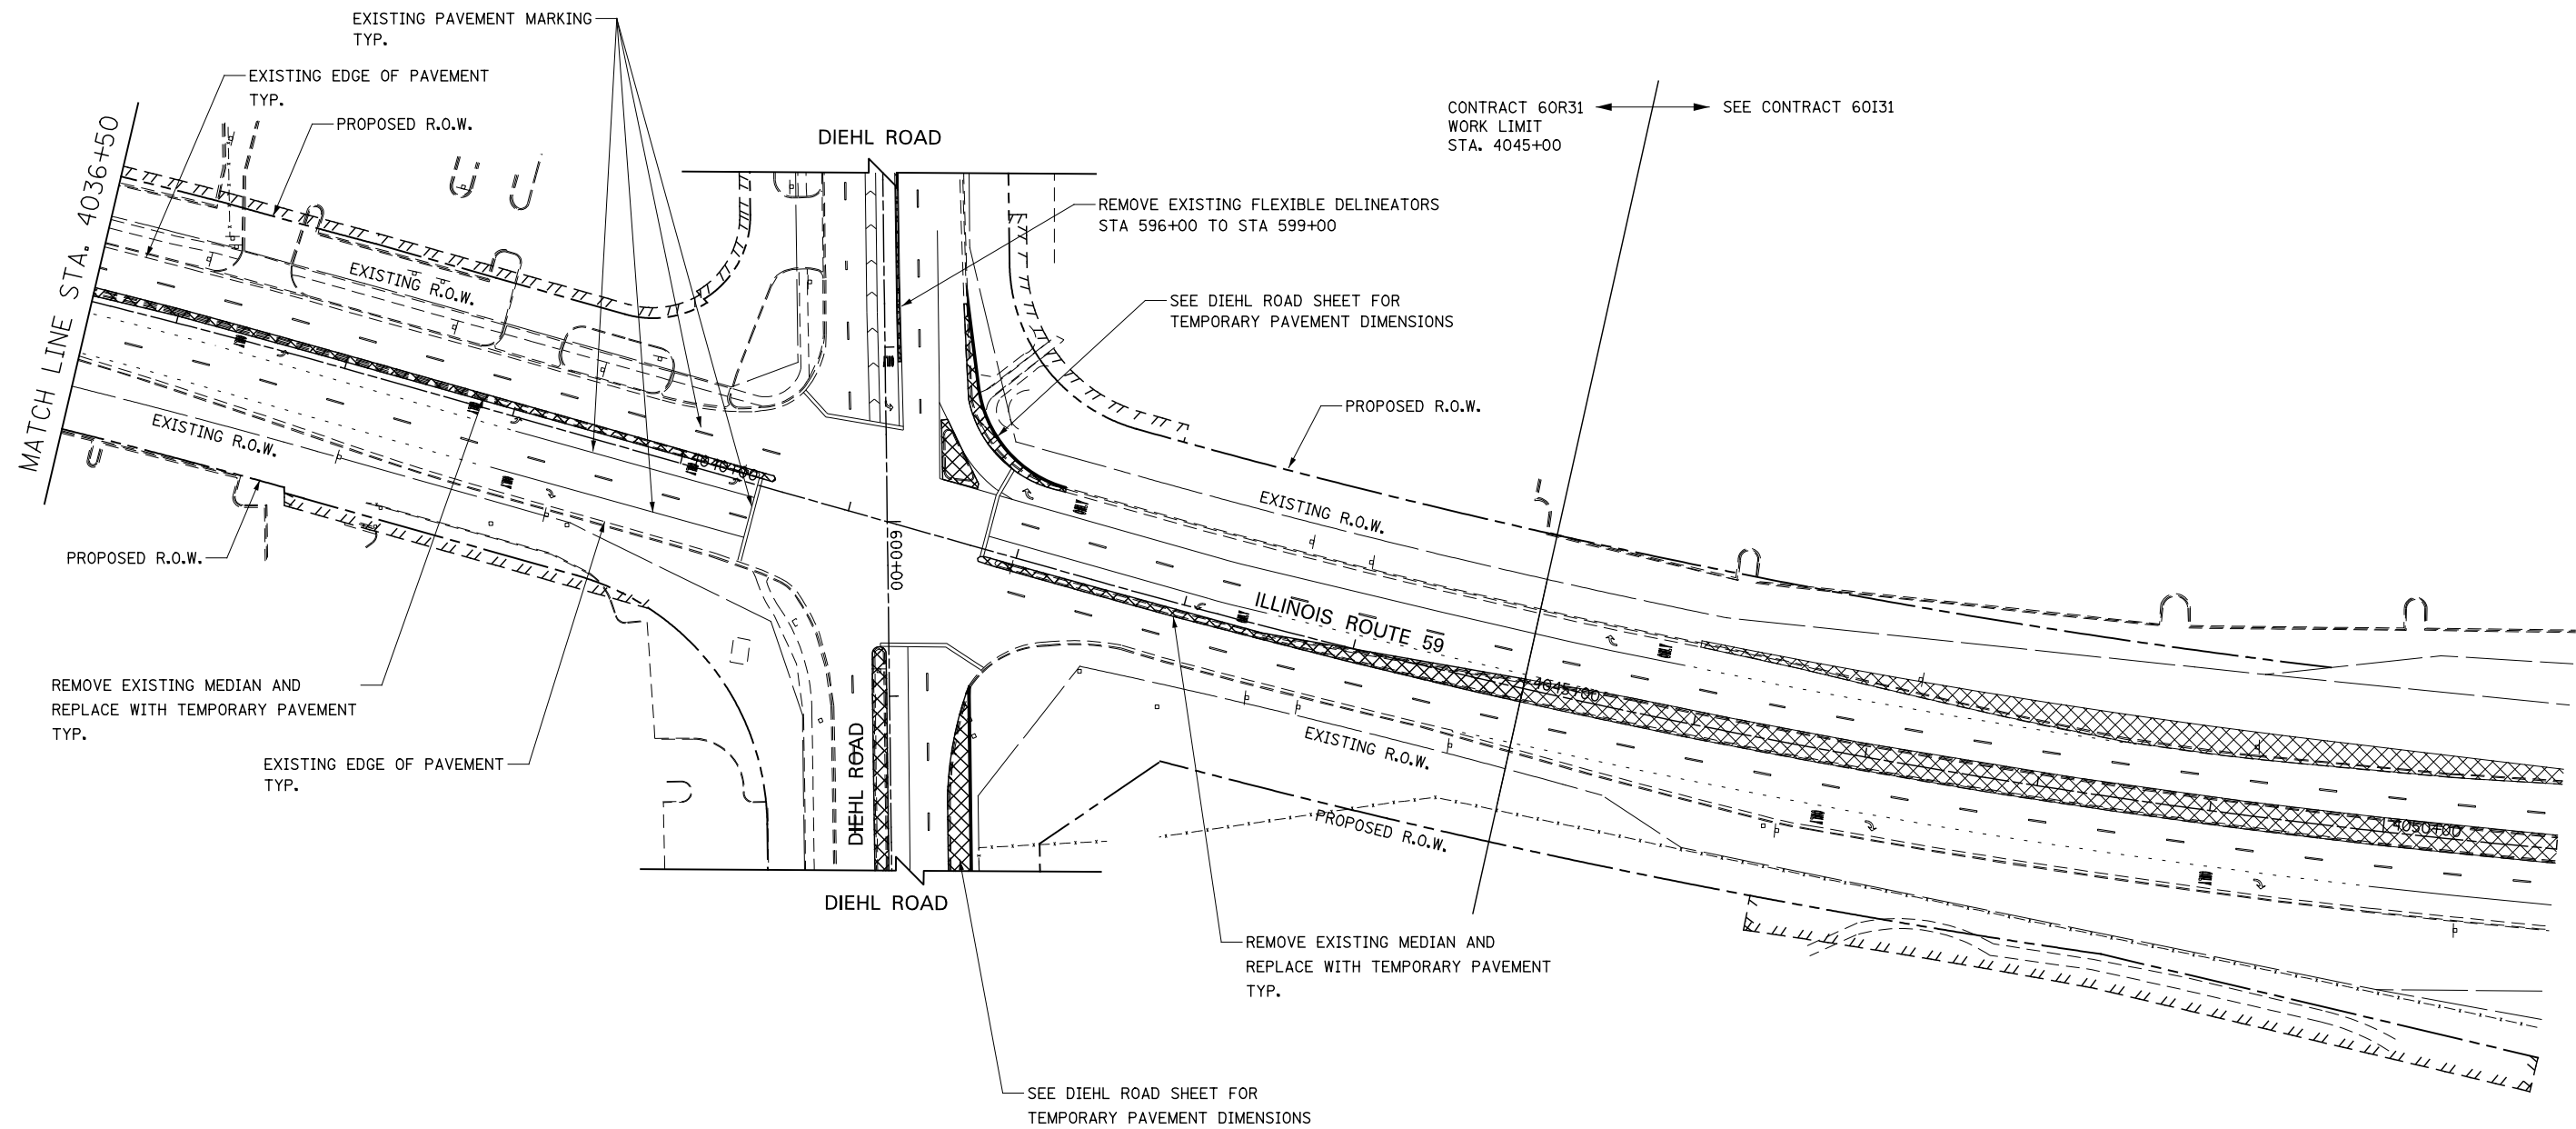 EXISTING PAVEMENT MARKING
TYP.
EXISTING EDGE OF PAVEMENT
TYP.
PROPOSED R.O.W.
MATCH LINE STA. 4036+50
EXISTING R.O.W.
EXISTING R.O.W.
PROPOSED R.O.W.
REMOVE EXISTING MEDIAN AND
REPLACE WITH TEMPORARY PAVEMENT
TYP.
EXISTING EDGE OF PAVEMENT
TYP.
4040+00
DIEHL ROAD
REMOVE EXISTING FLEXIBLE DELINEATORS
STA 596+00 TO STA 599+00
SEE DIEHL ROAD SHEET FOR
TEMPORARY PAVEMENT DIMENSIONS
600+00
DIEHL ROAD
DIEHL ROAD
CONTRACT 60R31
WORK LIMIT
STA. 4045+00
SEE CONTRACT 60I31
PROPOSED R.O.W.
EXISTING R.O.W.
ILLINOIS ROUTE 59
4045+00
EXISTING R.O.W.
PROPOSED R.O.W.
4050+00
REMOVE EXISTING MEDIAN AND
REPLACE WITH TEMPORARY PAVEMENT
TYP.
SEE DIEHL ROAD SHEET FOR
TEMPORARY PAVEMENT DIMENSIONS